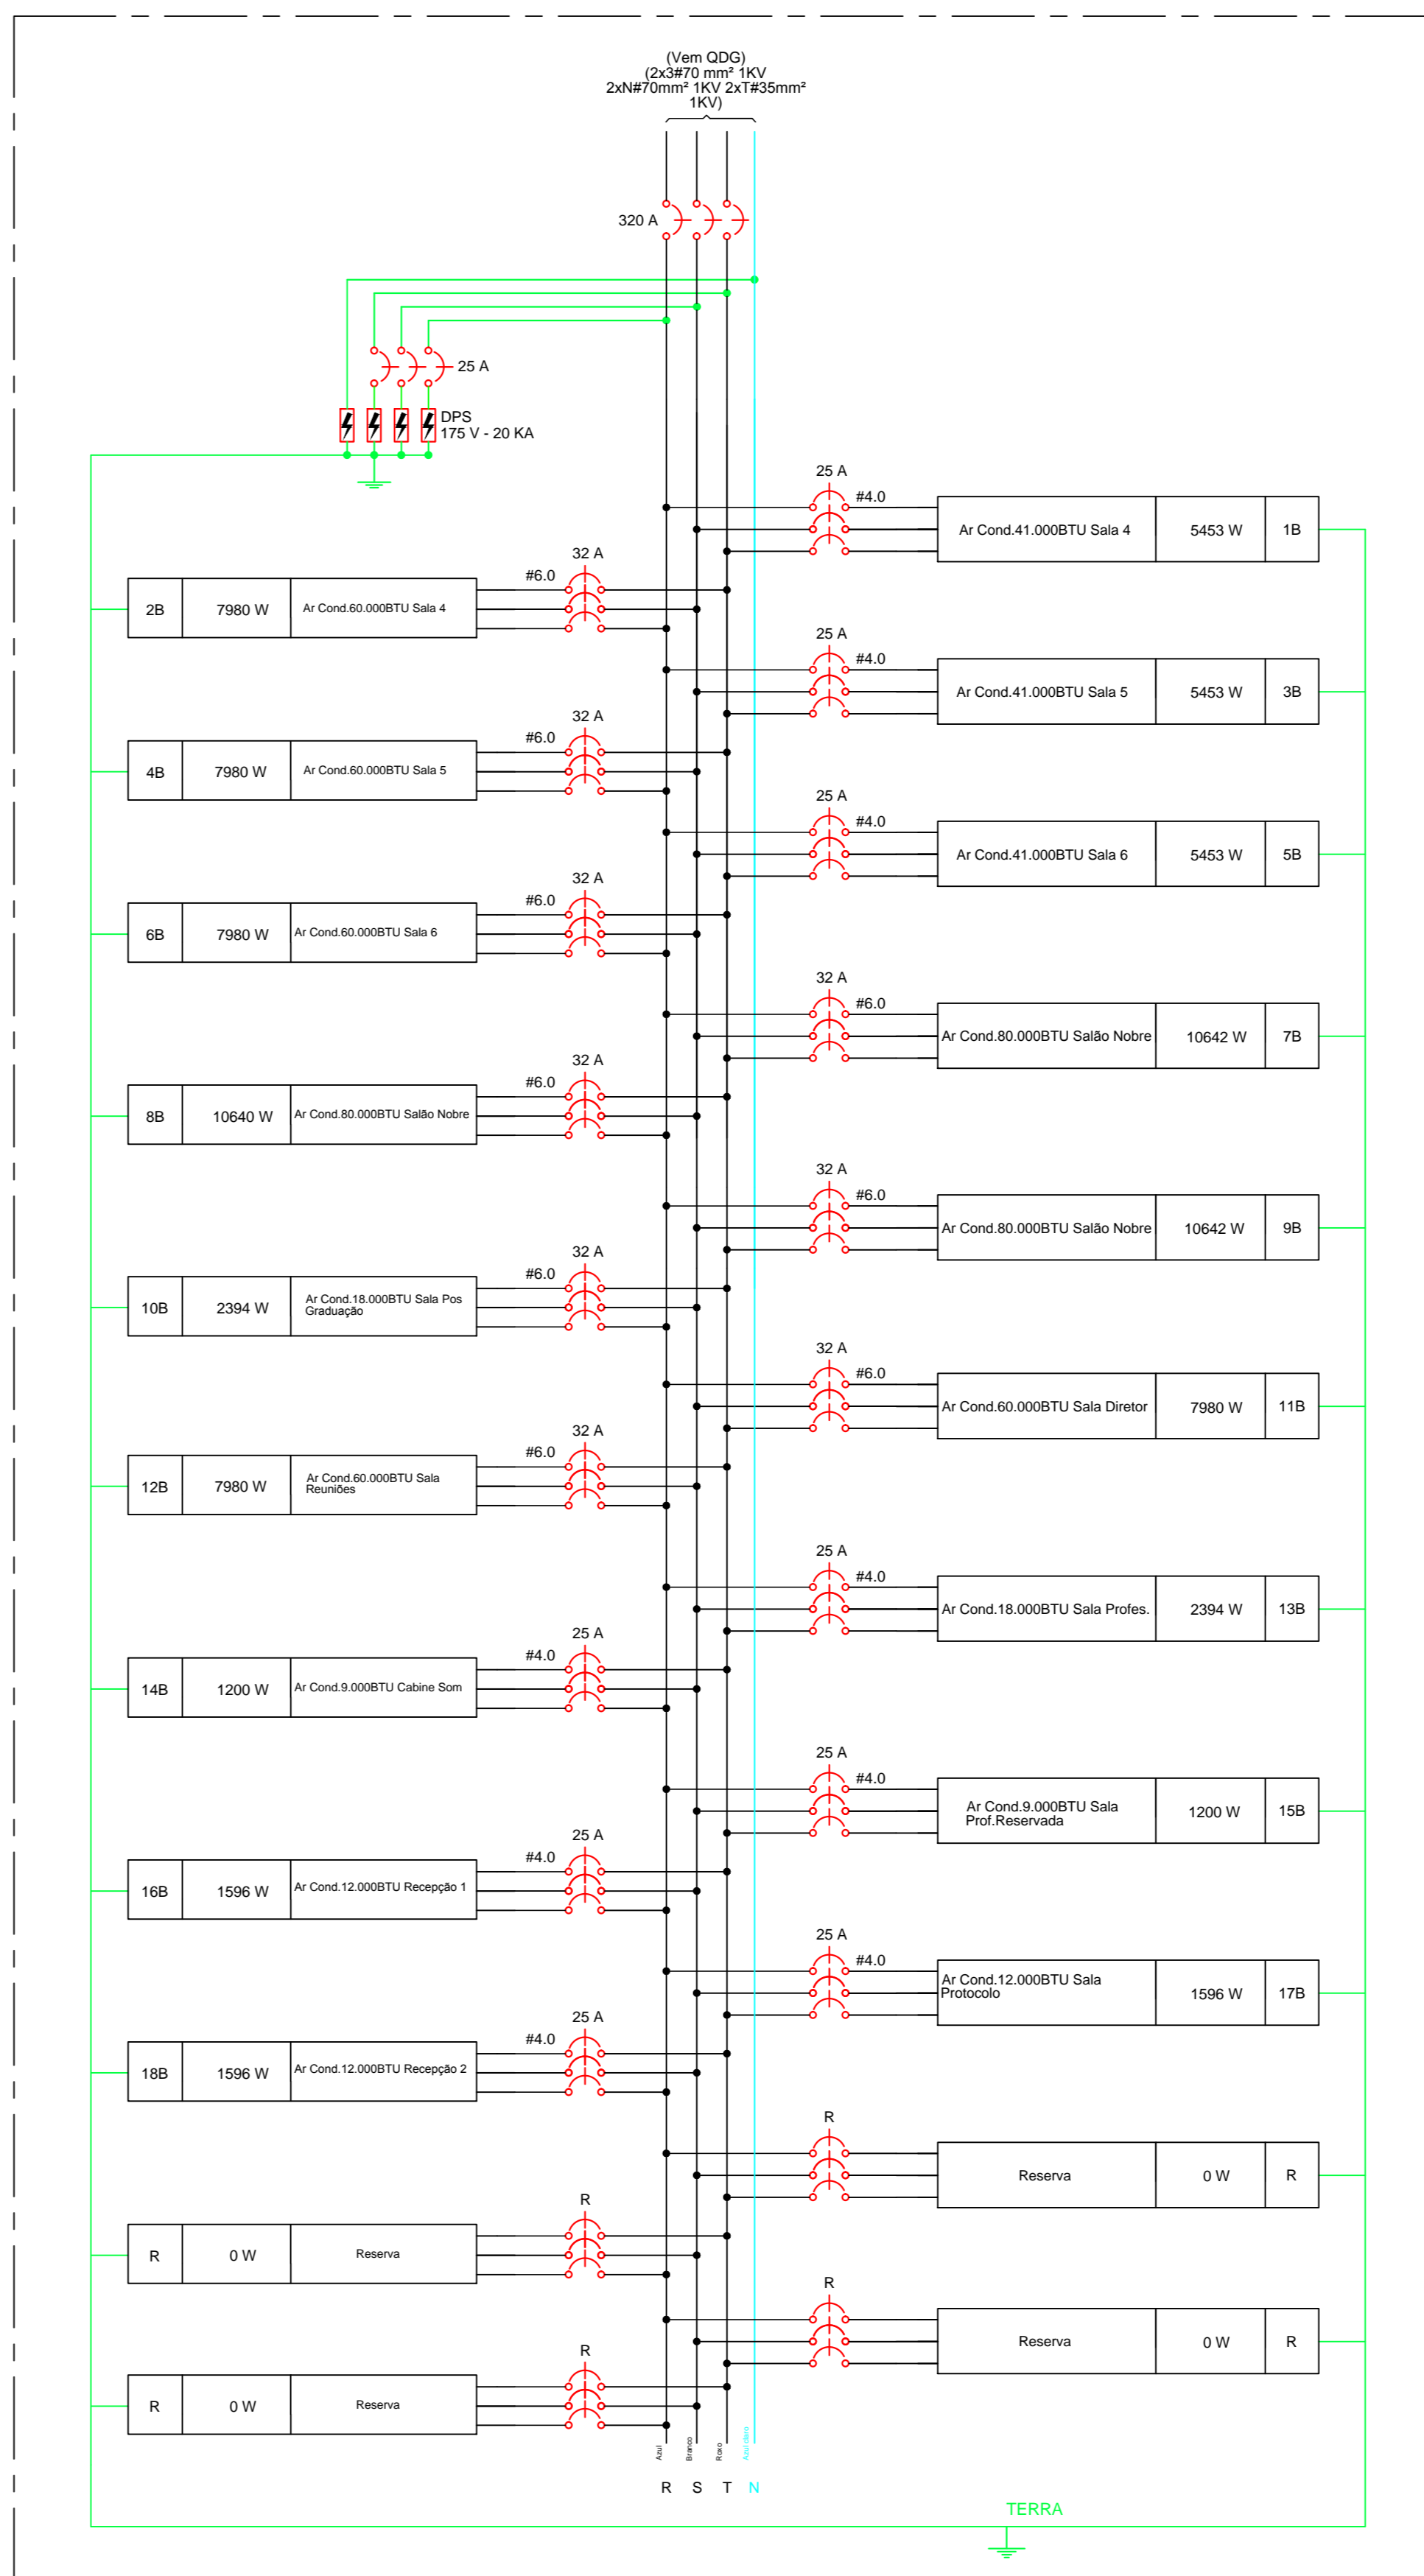 (Vem QDG)
(2x3#70 mm² 1KV
2xN#70mm² 1KV 2xT#35mm²
1KV)
320 A
25 A
DPS
175 V - 20 KA
25 A
#4.0
Ar Cond.41.000BTU Sala 4
5453 W
1B
32 A
#6.0
2B
7980 W
Ar Cond.60.000BTU Sala 4
25 A
#4.0
Ar Cond.41.000BTU Sala 5
5453 W
3B
32 A
#6.0
4B
7980 W
Ar Cond.60.000BTU Sala 5
25 A
#4.0
Ar Cond.41.000BTU Sala 6
5453 W
5B
32 A
#6.0
6B
7980 W
Ar Cond.60.000BTU Sala 6
32 A
#6.0
Ar Cond.80.000BTU Salão Nobre
10642 W
7B
32 A
#6.0
8B
10640 W
Ar Cond.80.000BTU Salão Nobre
32 A
#6.0
Ar Cond.80.000BTU Salão Nobre
10642 W
9B
32 A
#6.0
10B
2394 W
Ar Cond.18.000BTU Sala Pos
Graduação
32 A
#6.0
Ar Cond.60.000BTU Sala Diretor
7980 W
11B
32 A
#6.0
12B
7980 W
Ar Cond.60.000BTU Sala
Reuniões
25 A
#4.0
Ar Cond.18.000BTU Sala Profes.
2394 W
13B
25 A
#4.0
14B
1200 W
Ar Cond.9.000BTU Cabine Som
25 A
#4.0
Ar Cond.9.000BTU Sala
Prof.Reservada
1200 W
15B
25 A
#4.0
16B
1596 W
Ar Cond.12.000BTU Recepção 1
25 A
#4.0
Ar Cond.12.000BTU Sala
Protocolo
1596 W
17B
25 A
#4.0
18B
1596 W
Ar Cond.12.000BTU Recepção 2
R
Reserva
0 W
R
R
R
0 W
Reserva
R
Reserva
0 W
R
R
R
0 W
Reserva
Azul
Branco
Roxo
Azul claro
R S T N
TERRA